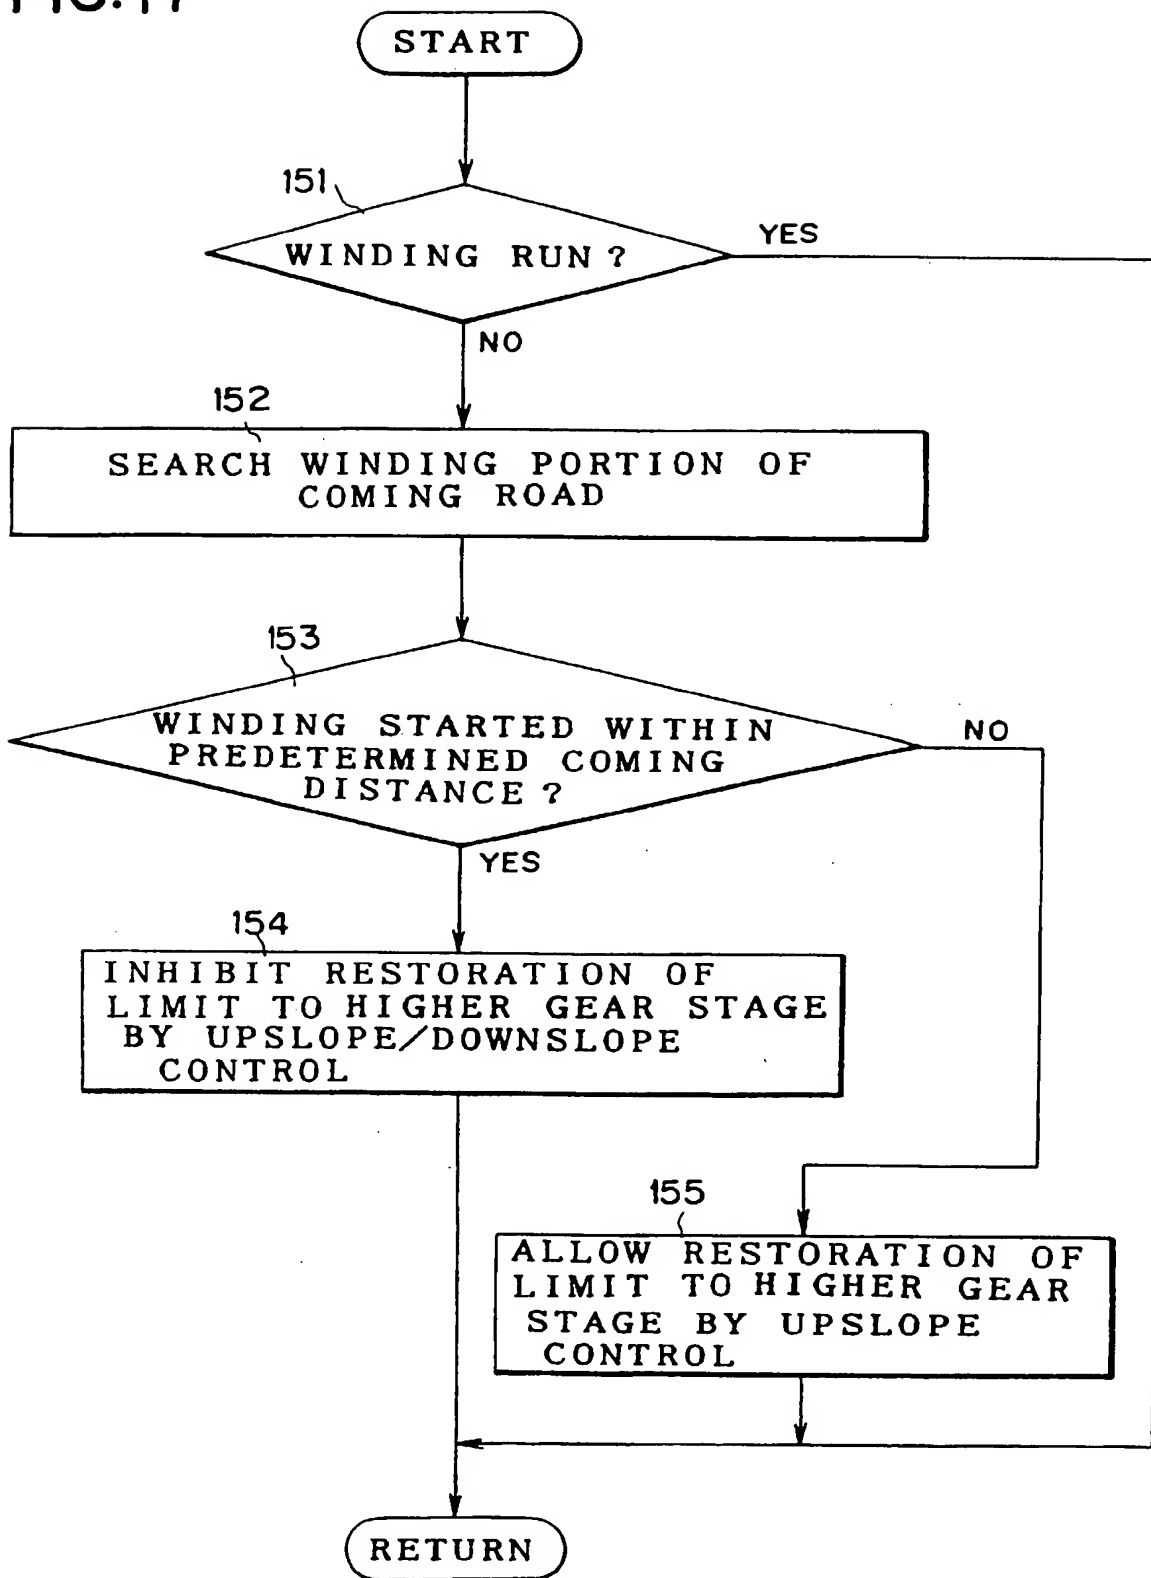 START
151
WINDING RUN?
YES
NO
152
SEARCH WINDING PORTION OF
COMING ROAD
153
WINDING STARTED WITHIN
PREDETERMINED COMING
DISTANCE?
NO
YES
154
INHIBIT RESTORATION OF
LIMIT TO HIGHER GEAR STAGE
BY UPSLOPE/DOWNSLOPE
CONTROL
155
ALLOW RESTORATION OF
LIMIT TO HIGHER GEAR
STAGE BY UPSLOPE
CONTROL
RETURN